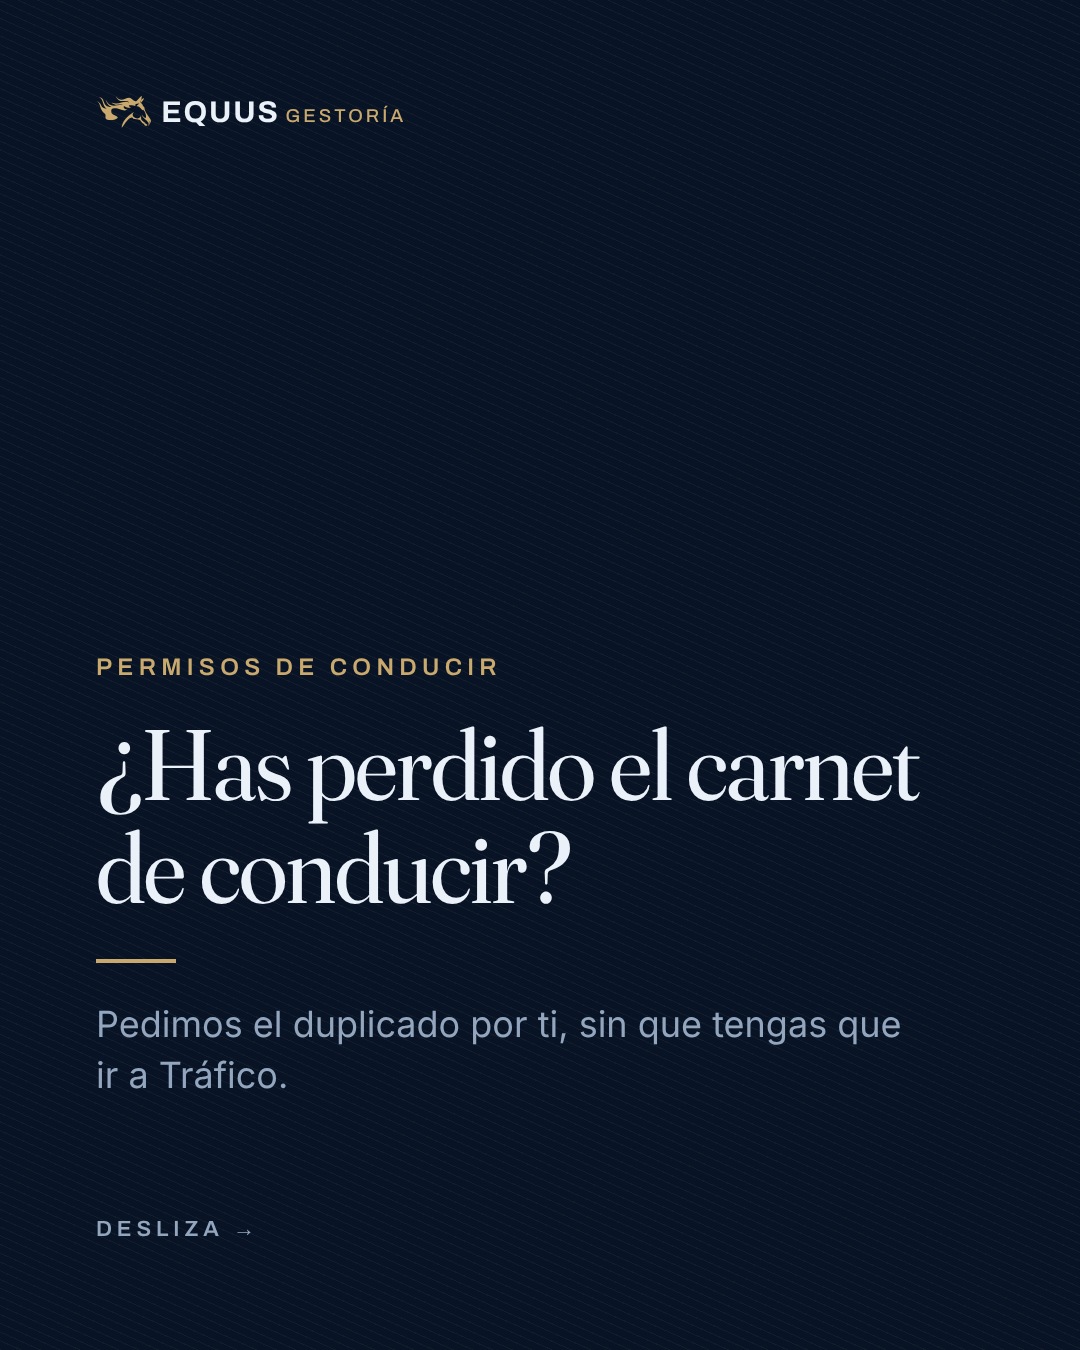 EQUUS GESTORÍA
PERMISOS DE CONDUCIR
¿Has perdido el carnet
de conducir?
Pedimos el duplicado por ti, sin que tengas que
ir a Tráfico.
DESLIZA →